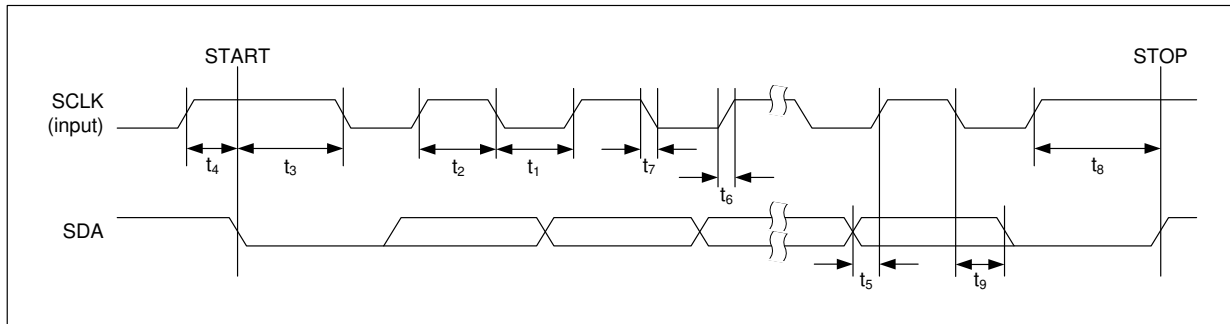 START
STOP
SCLK
(input)
t4
t3
t2
t1
t7
t6
t8
SDA
t5
t9